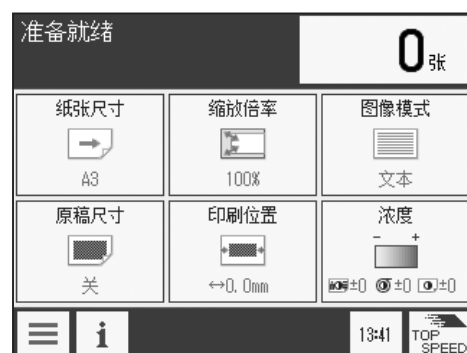 准备就绪
0张
纸张尺寸
A3
缩放倍率
100%
图像模式
文本
原稿尺寸
关
印刷位置
↔0.0mm
浓度
- +
±0 ±0 ±0
i
13:41
TOP
SPEED